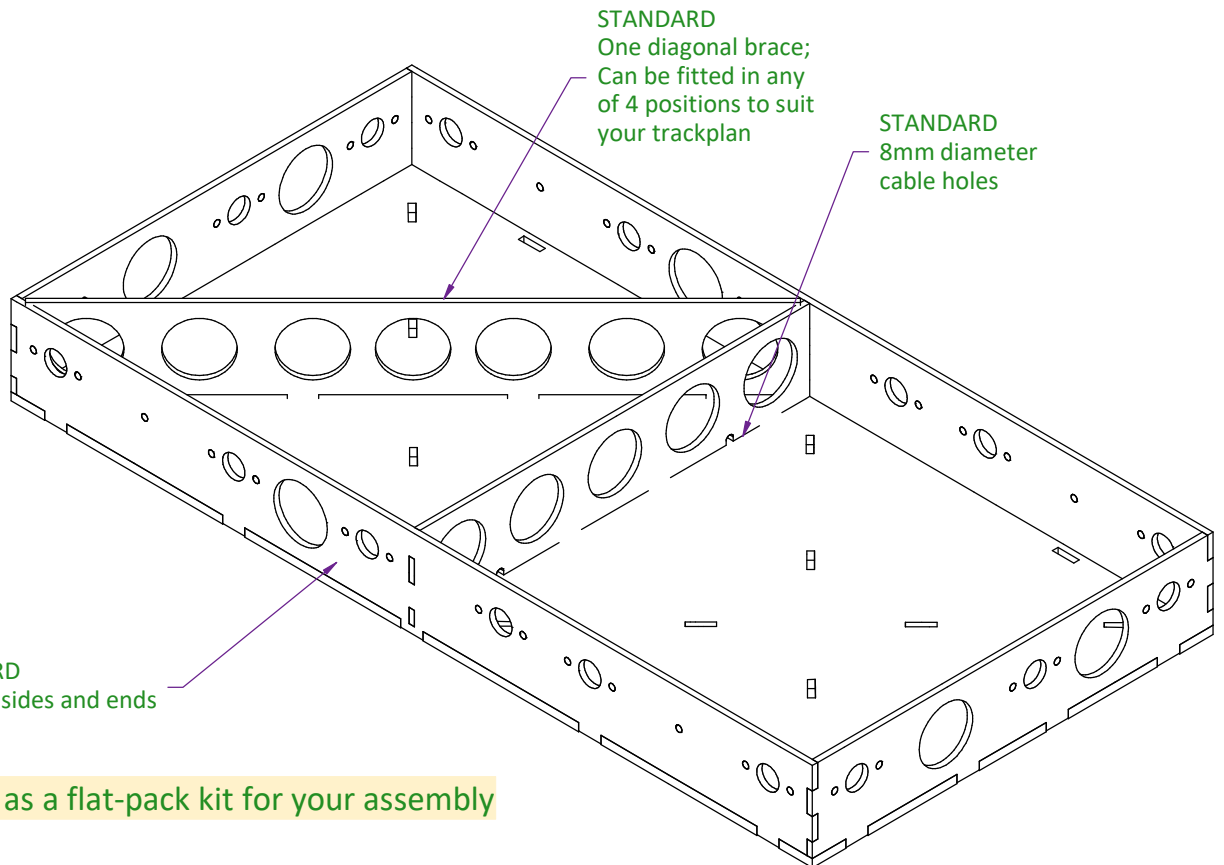 STANDARD
One diagonal brace;
Can be fitted in any
of 4 positions to suit
your trackplan
STANDARD
8mm diameter
cable holes
RD
sides and ends
as a flat-pack kit for your assembly